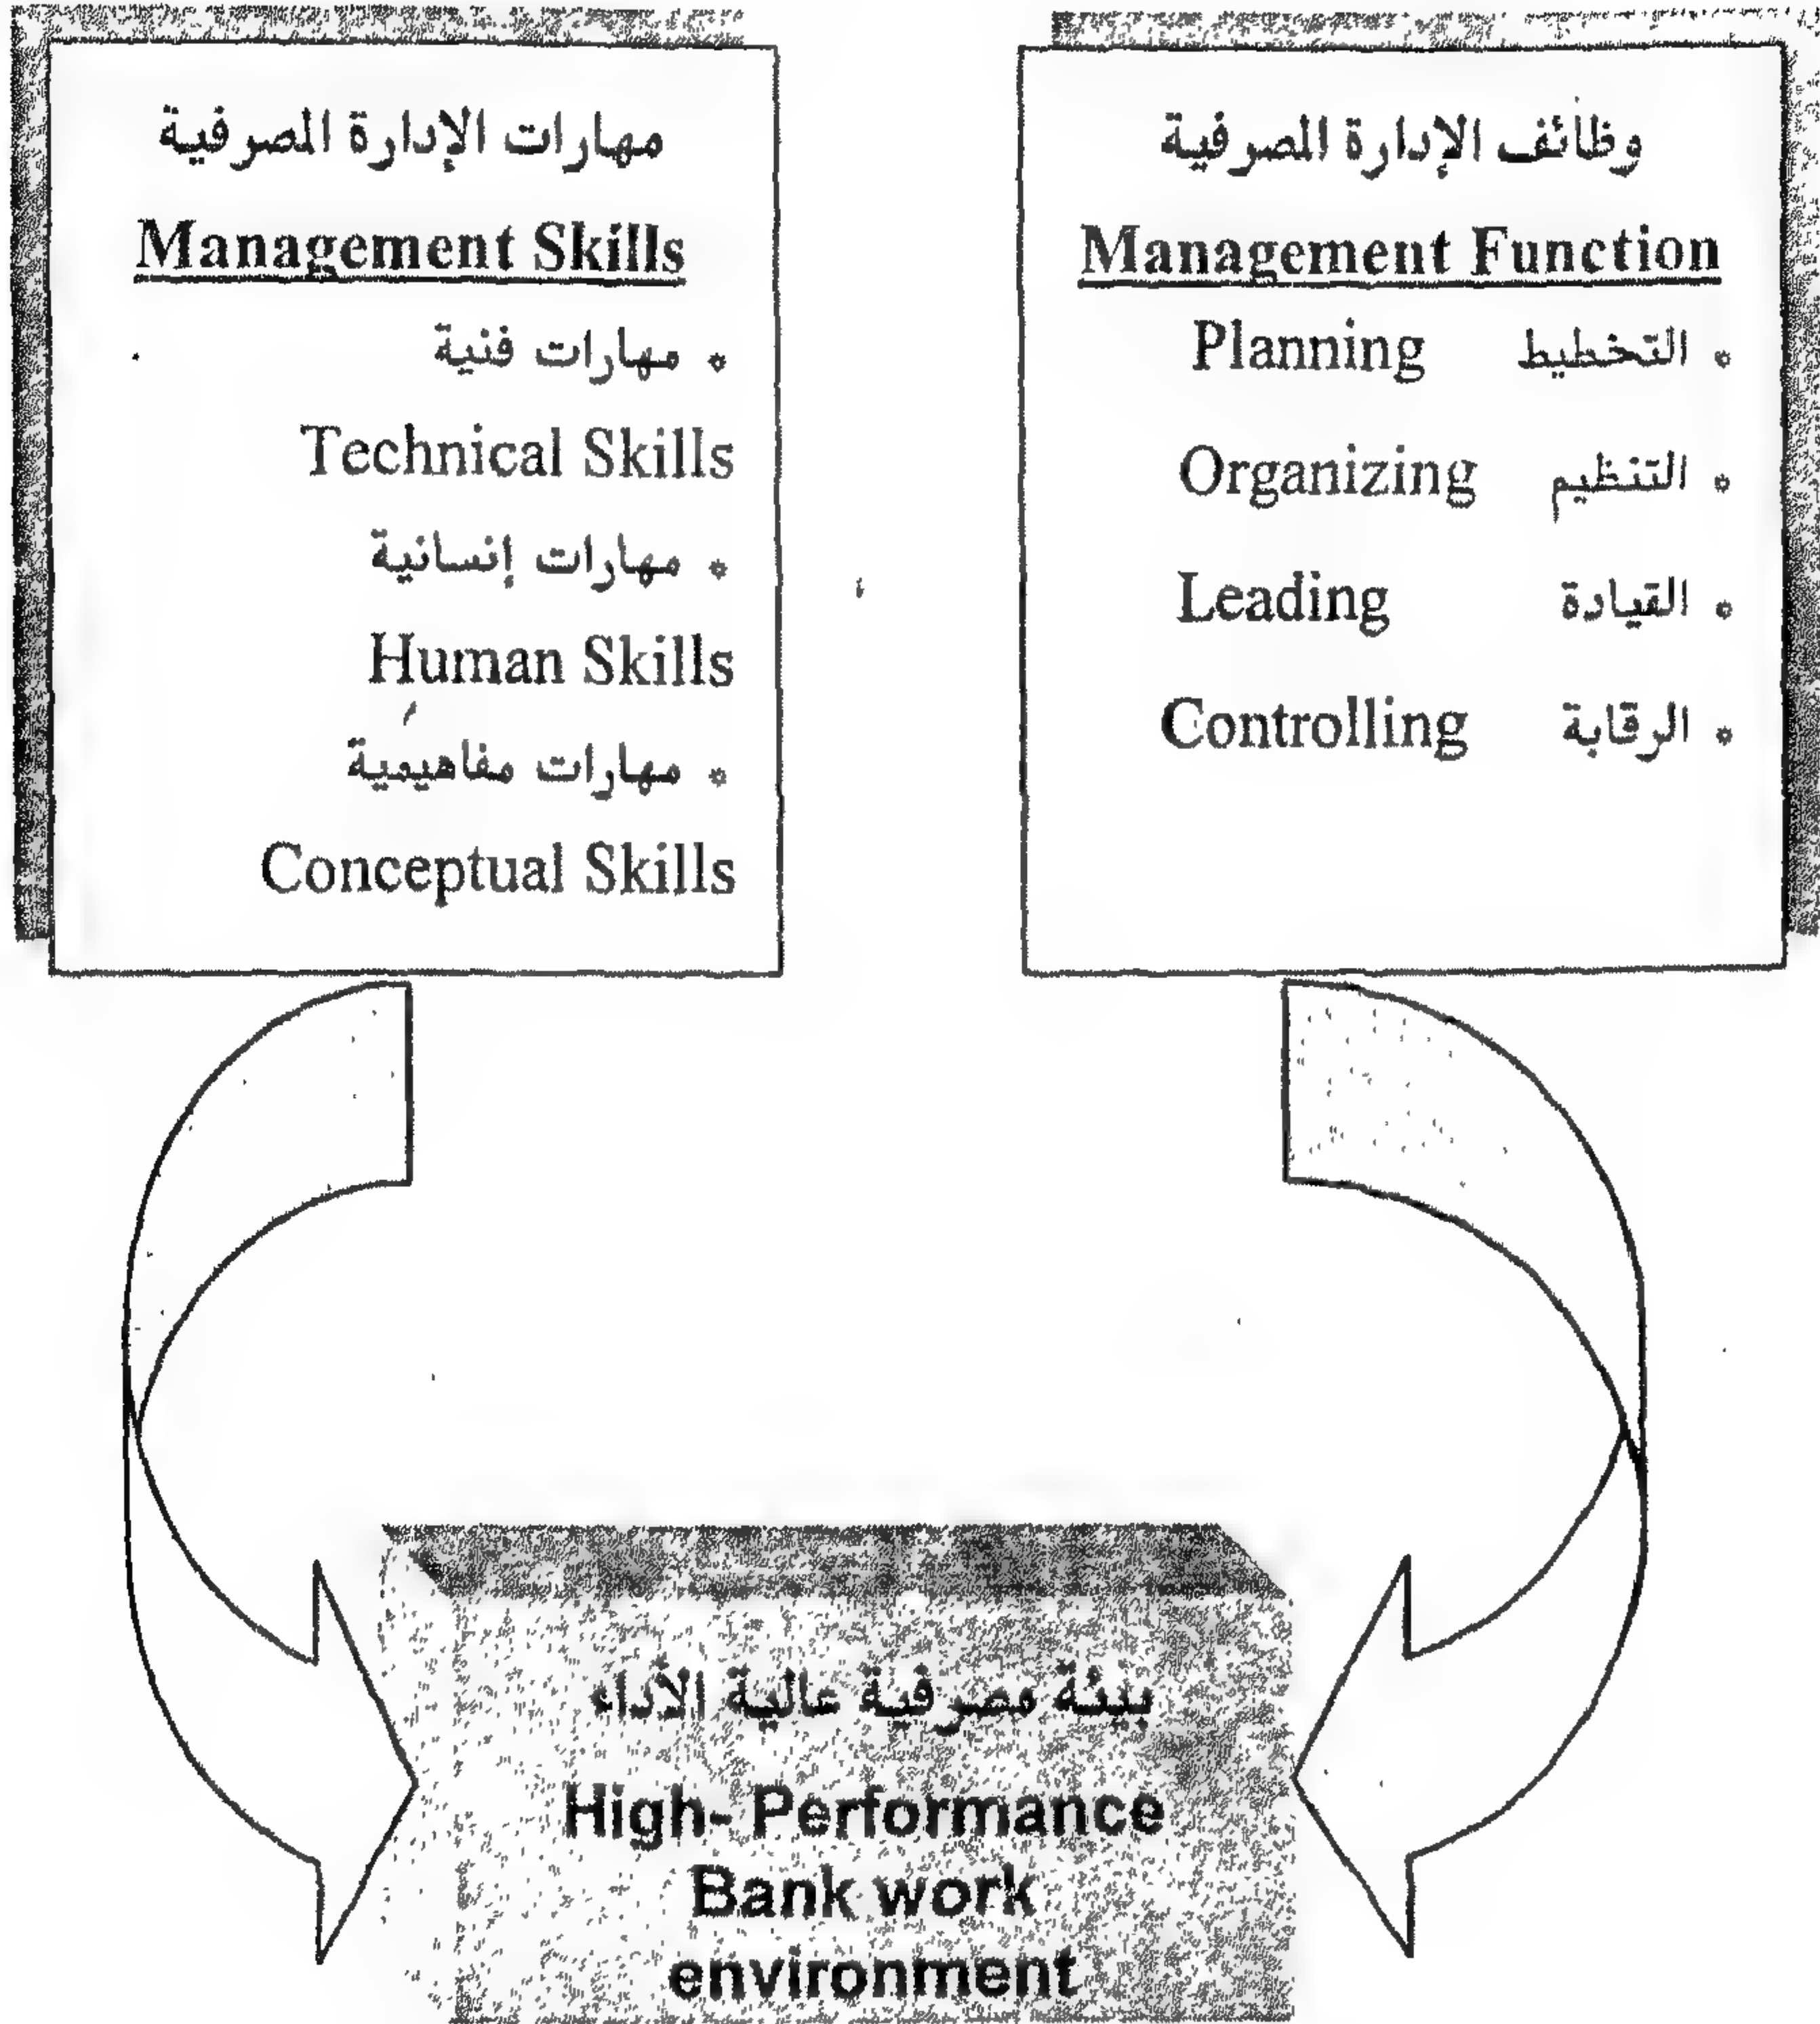 وظائف الإدارة المصرفية
Management Function
* التخطيط Planning
* التنظيم Organizing
* القيادة Leading
* الرقابة Controlling
مهارات الإدارة المصرفية
Management Skills
* مهارات فنية
Technical Skills
* مهارات إنسانية
Human Skills
* مهارات مفاهيمية
Conceptual Skills
بيئة مصرفية عالية الأداء
High- Performance
Bank work
environment